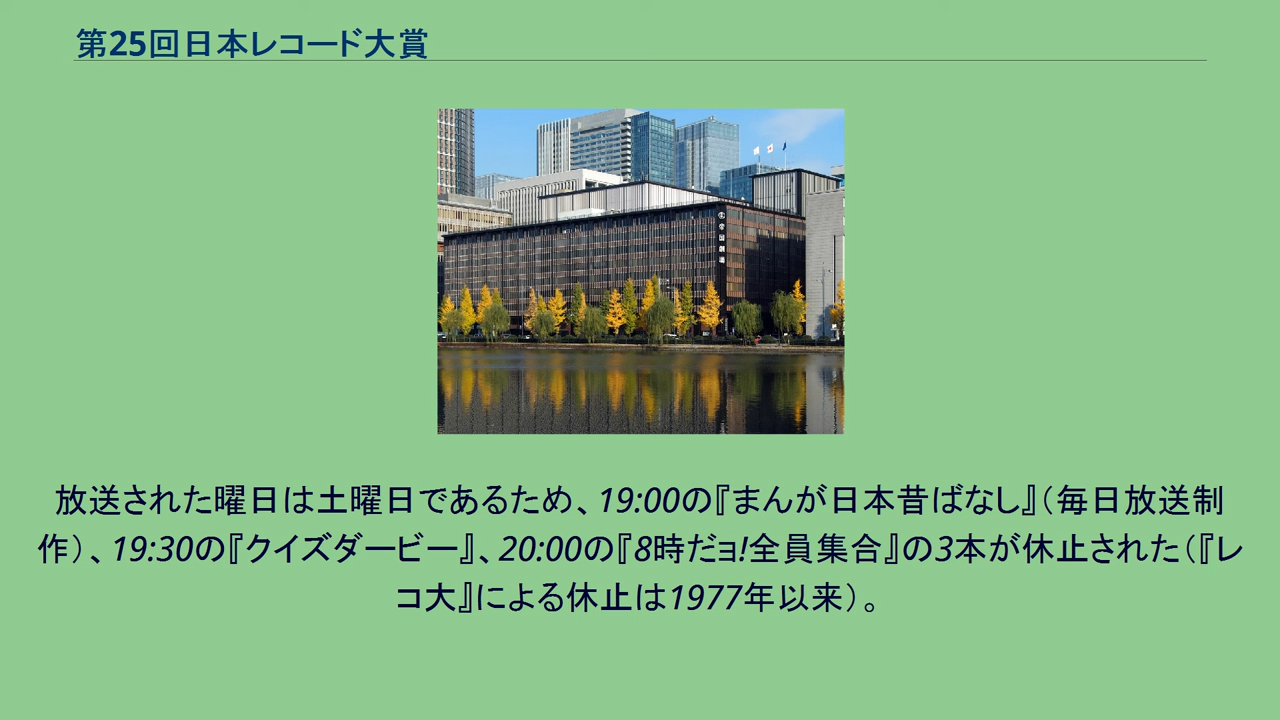 第25回日本レコード大賞
帝国劇場
放送された曜日は土曜日であるため、19:00の『まんが日本昔ばなし』（毎日放送制
作）、19:30の『クイズダービー』、20:00の『8時だョ!全員集合』の3本が休止された（『レ
コ大』による休止は1977年以来）。